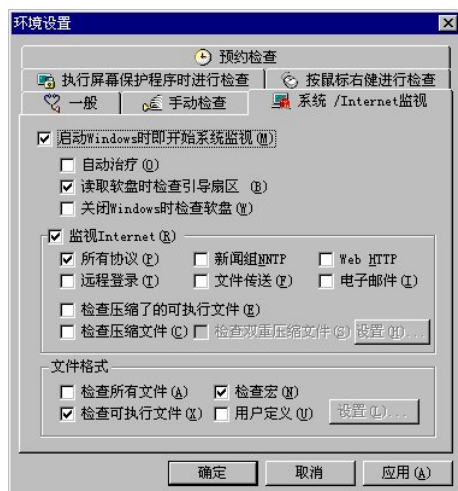 环境设置
预约检查
执行屏幕保护程序时进行检查 按鼠标右健进行检查
一般 手动检查 系统 /Internet监视
启动Windows时即开始系统监视(M)
自动治疗(O)
读取软盘时检查引导扇区 (B)
关闭Windows时检查软盘(W)
监视Internet(R)
所有协议(P) 新闻组NNTP Web HTTP
远程登录(T) 文件传送(F) 电子邮件(I)
检查压缩了的可执行文件(E)
检查压缩文件(C) 检查双重压缩文件(S) 设置(H)...
文件格式
检查所有文件(A) 检查宏(N)
检查可执行文件(X) 用户定义(U) 设置(L)...
确定 取消 应用(A)